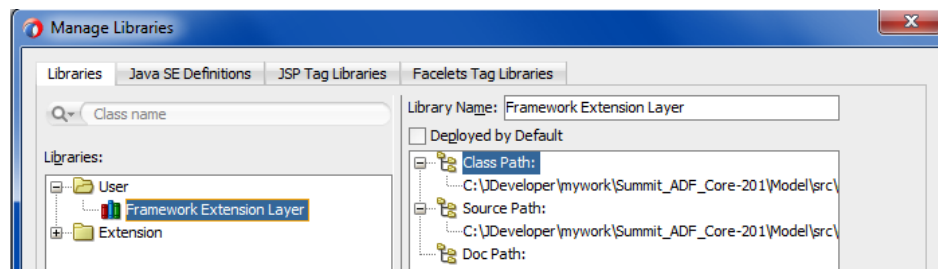 Manage Libraries
Libraries Java SE Definitions JSP Tag Libraries Facelets Tag Libraries
Class name
Library Name: Framework Extension Layer
Deployed by Default
Libraries:
Class Path:
User
C:\JDeveloper\mywork\Summit_ADF_Core-201\Model\src\
Framework Extension Layer
Source Path:
Extension
C:\JDeveloper\mywork\Summit_ADF_Core-201\Model\src\
Doc Path: